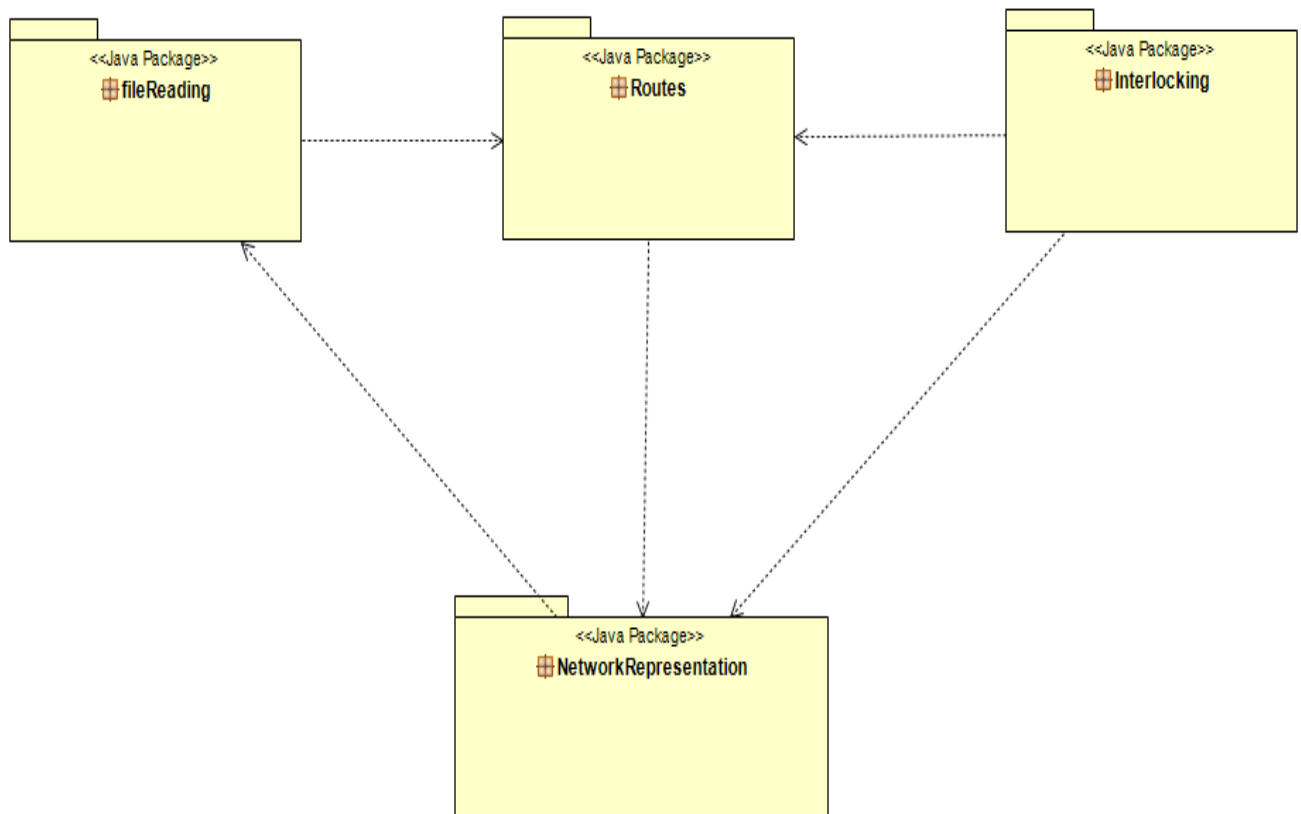 <<Java Package>>
fileReading
<<Java Package>>
Routes
<<Java Package>>
Interlocking
<<Java Package>>
NetworkRepresentation